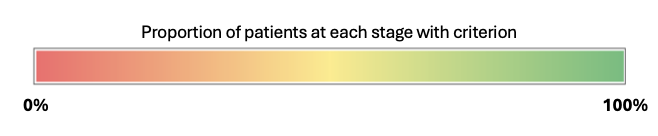 Proportion of patients at each stage with criterion
0% 100%